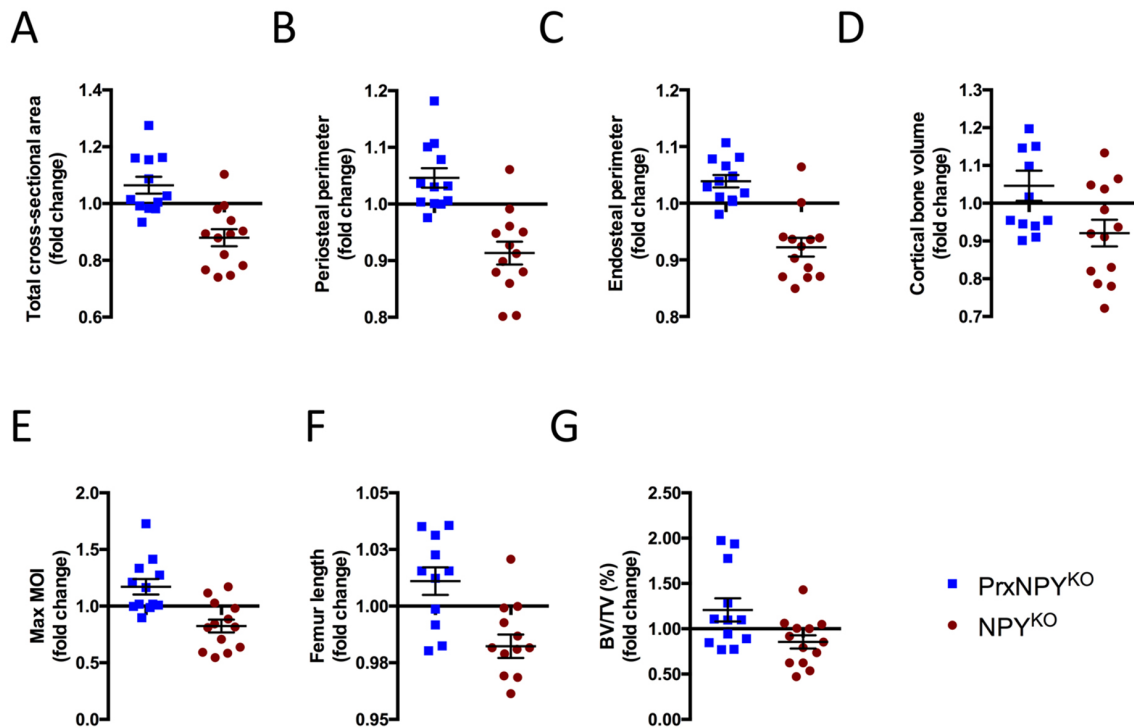 A
B
C
D
Total cross-sectional area
(fold change)
1.4
1.2
1.0
0.8
0.6
Periosteal perimeter
(fold change)
1.2
1.1
1.0
0.9
0.8
Endosteal perimeter
(fold change)
1.2
1.1
1.0
0.9
0.8
Cortical bone volume
(fold change)
1.3
1.2
1.1
1.0
0.9
0.8
0.7
E
F
G
Max MOI
(fold change)
2.0
1.5
1.0
0.5
0.0
Femur length
(fold change)
1.05
1.03
1.00
0.98
0.95
BV/TV (%)
(fold change)
2.50
2.00
1.50
1.00
0.50
0.00
PrxNPYKO
NPYKO